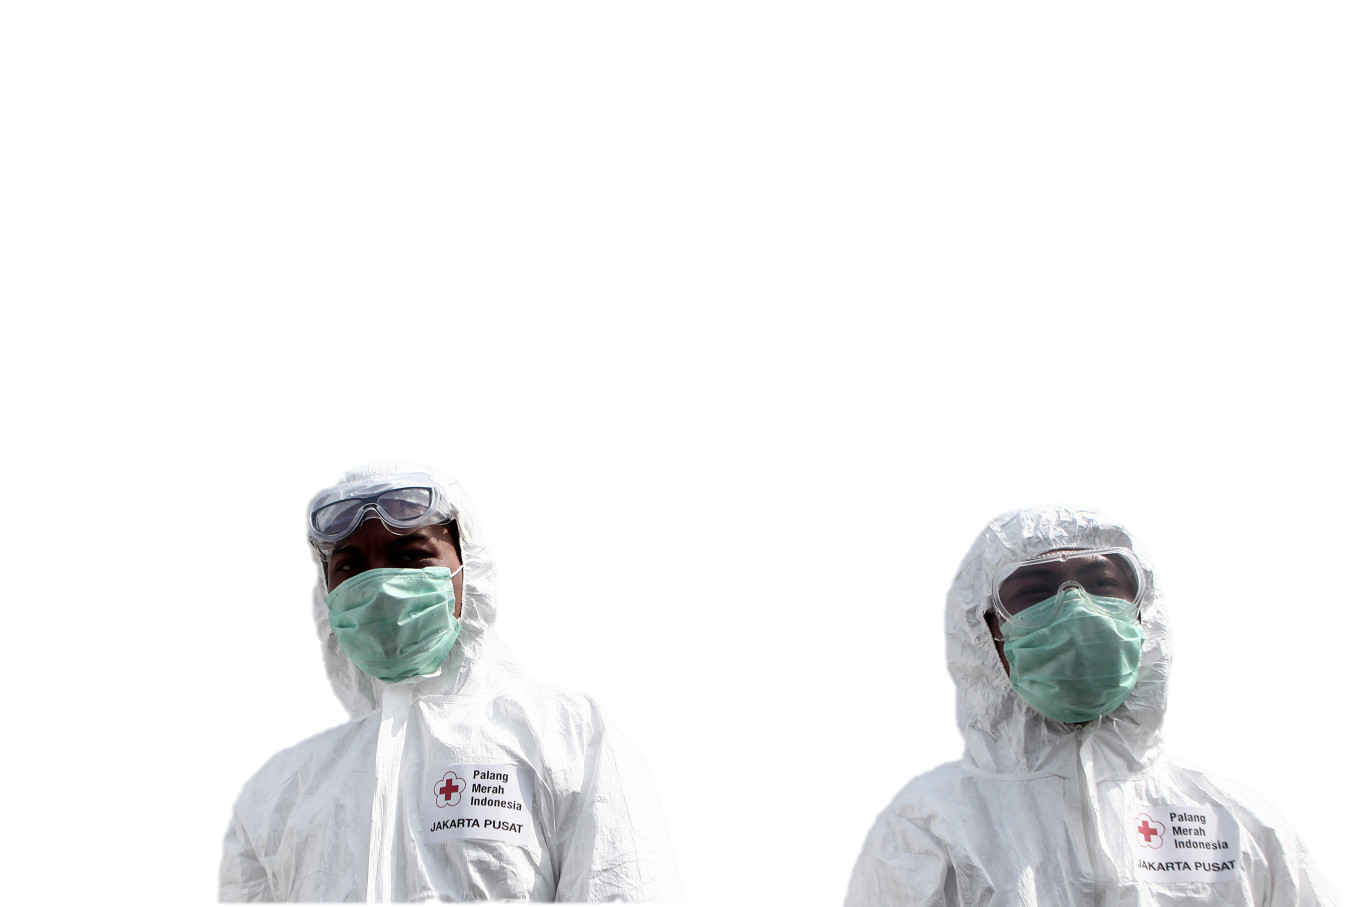 Palang
Merah
Indonesia
JAKARTA PUSAT
Palang
Merah
Indonesia
JAKARTA PUSAT